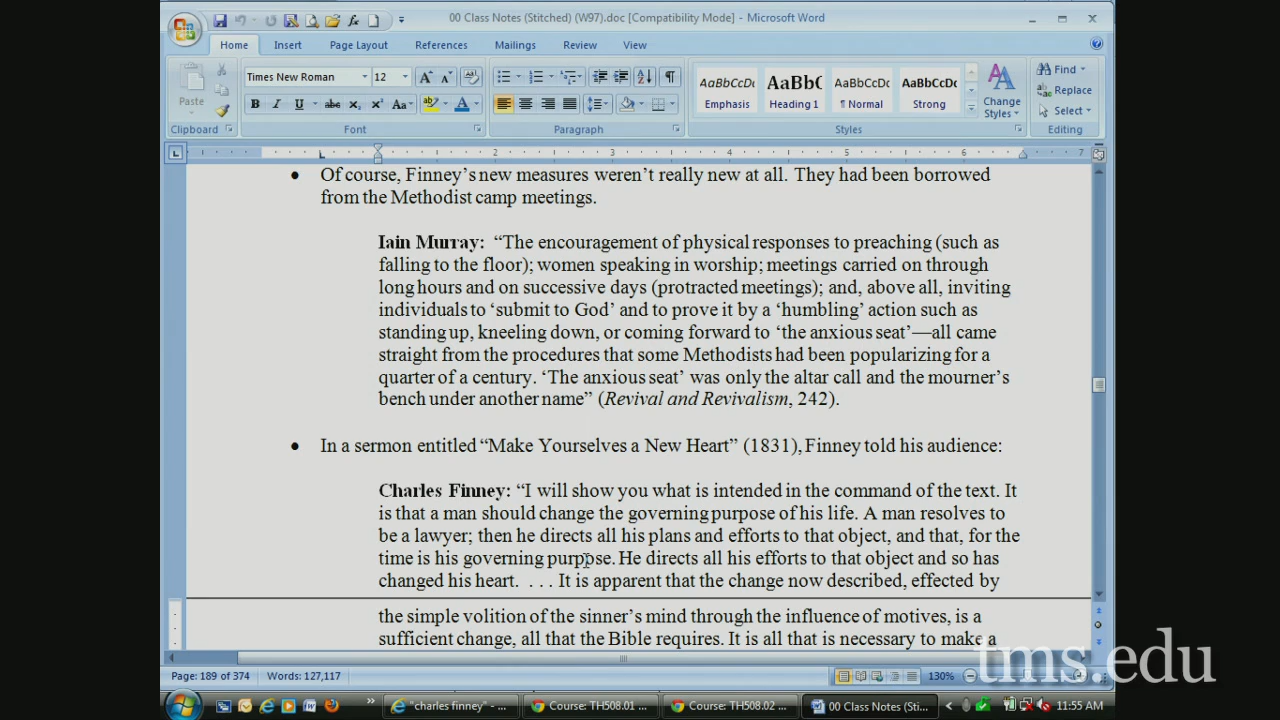 00 Class Notes (Stitched) (W97).doc [Compatibility Mode] - Microsoft Word
Home Insert Page Layout References Mailings Review View
Times New Roman 12
Paste
AaBbCcDc AaBbC AaBbCcDc AaBbCcDc
Emphasis Heading 1 ¶ Normal Strong
Change Styles
Find
Replace
Select
Clipboard Font Paragraph Styles Editing
2 3 4 5 6 7
• Of course, Finney's new measures weren't really new at all. They had been borrowed
from the Methodist camp meetings.
Iain Murray: “The encouragement of physical responses to preaching (such as
falling to the floor); women speaking in worship; meetings carried on through
long hours and on successive days (protracted meetings); and, above all, inviting
individuals to ‘submit to God’ and to prove it by a ‘humbling’ action such as
standing up, kneeling down, or coming forward to ‘the anxious seat’—all came
straight from the procedures that some Methodists had been popularizing for a
quarter of a century. ‘The anxious seat’ was only the altar call and the mourner’s
bench under another name” (Revival and Revivalism, 242).
• In a sermon entitled “Make Yourselves a New Heart” (1831), Finney told his audience:
Charles Finney: “I will show you what is intended in the command of the text. It
is that a man should change the governing purpose of his life. A man resolves to
be a lawyer; then he directs all his plans and efforts to that object, and that, for the
time is his governing purpose. He directs all his efforts to that object and so has
changed his heart. . . . It is apparent that the change now described, effected by
the simple volition of the sinner’s mind through the influence of motives, is a
sufficient change, all that the Bible requires. It is all that is necessary to make a
tms.edu
Page: 189 of 374 Words: 127,117 130%
"charles finney" - ... Course: TH508.01 ... Course: TH508.02 ... 00 Class Notes (Sti... 11:55 AM